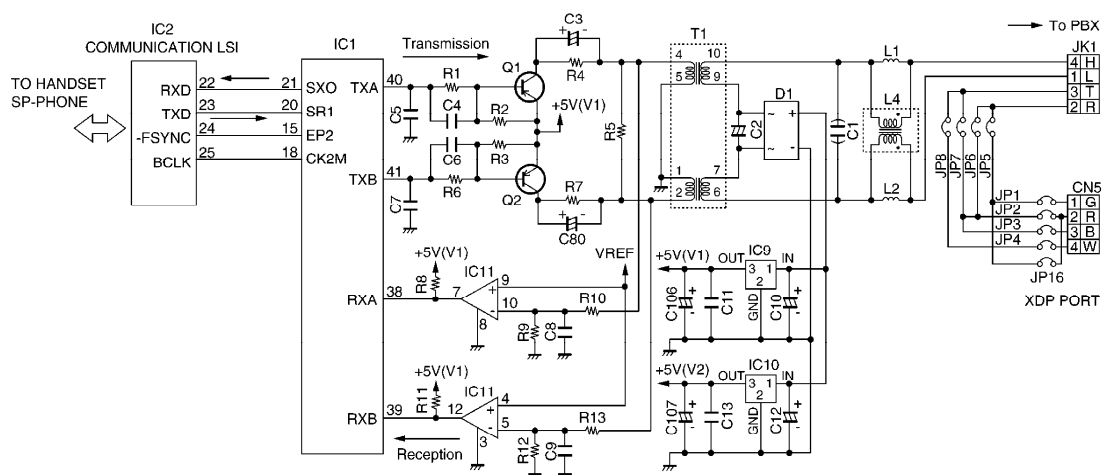 IC2
COMMUNICATION LSI
TO HANDSET
SP-PHONE
RXD 22
TXD 23
-FSYNC 24
BCLK 25
IC1
21 SXO
20 SR1
15 EP2
18 CK2M
TXA 40
TXB 41
RXA 38
RXB 39
Transmission
Reception
C5
C7
R1
C4
R2
C6
R3
R6
Q1
Q2
C3
+
-
R4
+5V(V1)
R5
R7
+
-
C80
T1
4 10
5 9
1 7
2 6
C2
D1
~ +
~ -
C1
L1
L4
L2
To PBX
JK1
4 H
1 L
3 T
2 R
JP8
JP7
JP6
JP5
CN5
JP1 1 G
JP2 2 R
JP3 3 B
JP4 4 W
JP16
XDP PORT
+5V(V1)
R8
IC11
7
9
+
10
-
8
VREF
R9
C8
R10
+5V(V1)
R11
IC11
12
4
+
5
-
3
R12
C9
R13
+5V(V1) OUT IC9 IN
3 1
2
GND
C106
+
-
C11
C10
+
-
+5V(V2) OUT IC10 IN
3 1
2
GND
C107
+
-
C13
C12
+
-